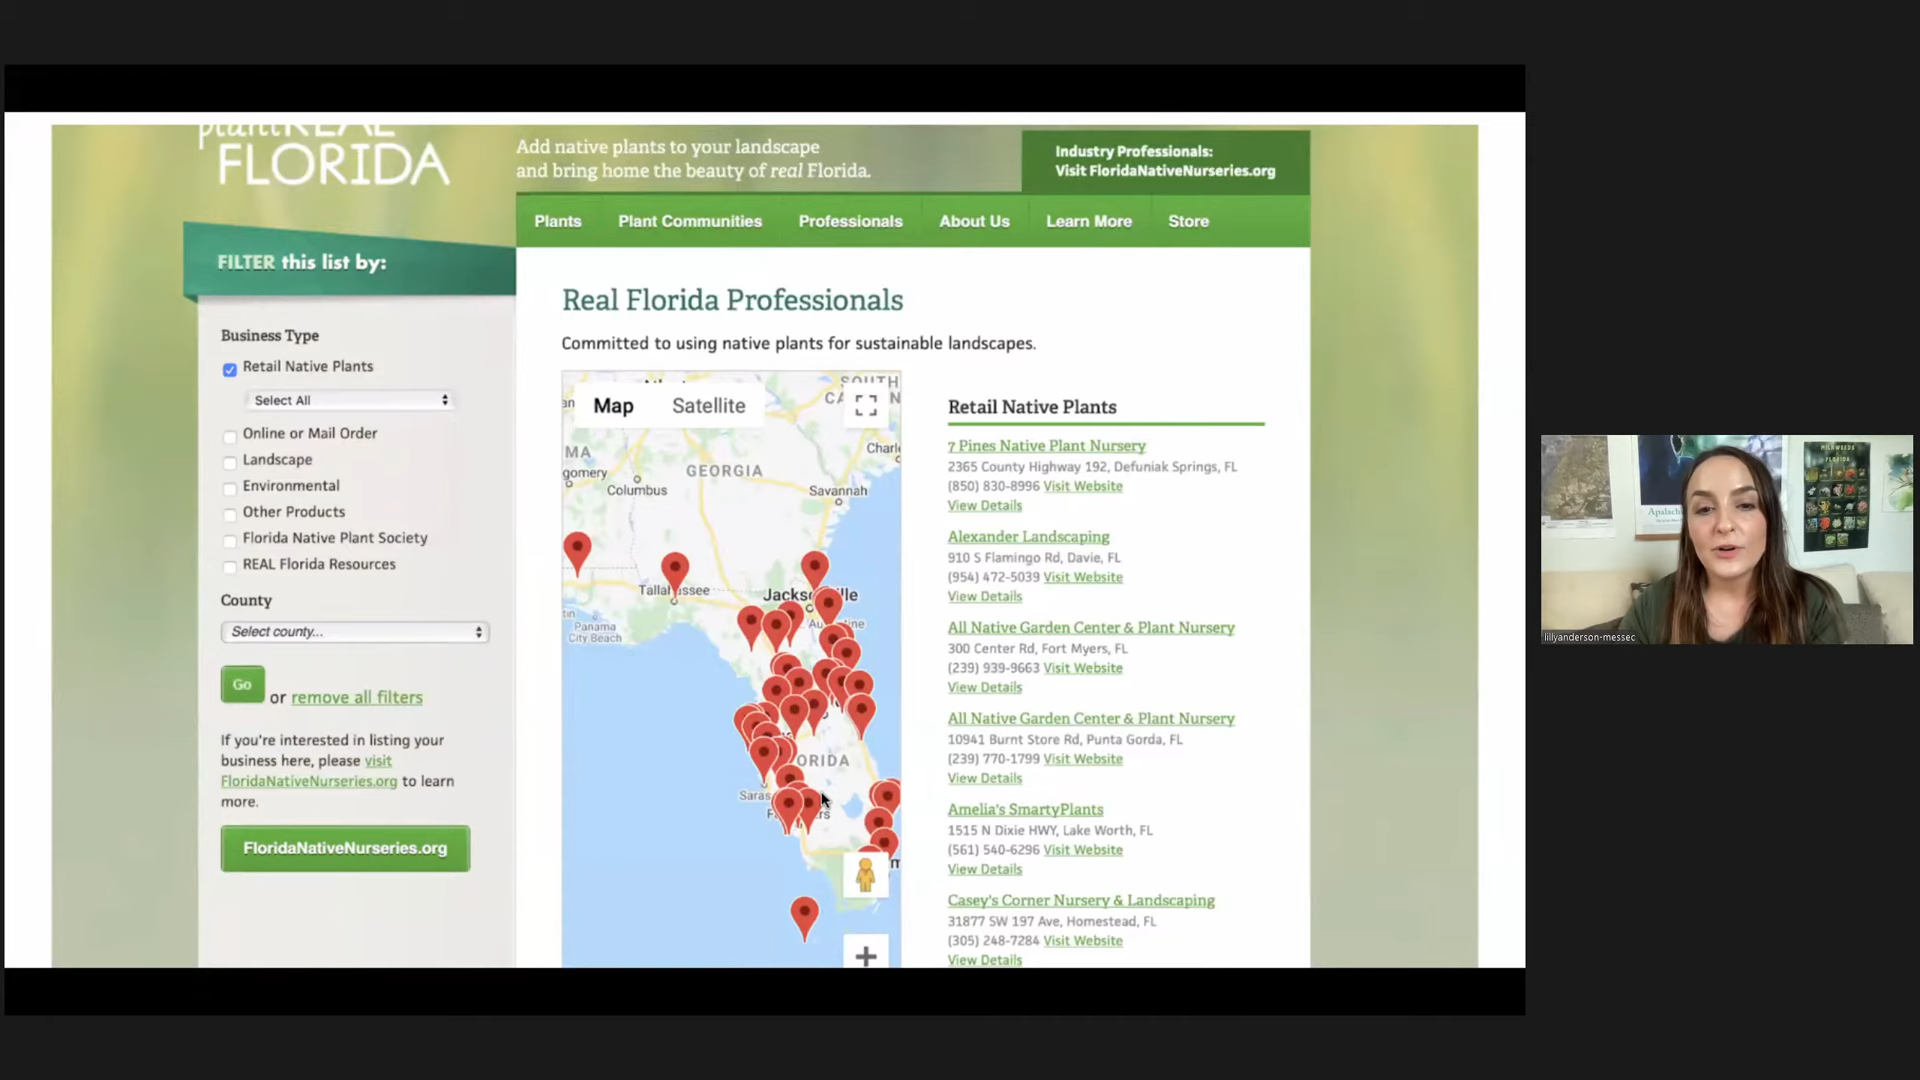 plant REAL
FLORIDA
Add native plants to your landscape
and bring home the beauty of real Florida.
Industry Professionals:
Visit FloridaNativeNurseries.org
Plants
Plant Communities
Professionals
About Us
Learn More
Store
FILTER this list by:
Business Type
Retail Native Plants
Select All
Online or Mail Order
Landscape
Environmental
Other Products
Florida Native Plant Society
REAL Florida Resources
County
Select county...
Go
or remove all filters
If you're interested in listing your
business here, please visit
FloridaNativeNurseries.org to learn
more.
FloridaNativeNurseries.org
Real Florida Professionals
Committed to using native plants for sustainable landscapes.
Map
Satellite
SOUTH
GEORGIA
Columbus
Savannah
gomery
Charl
MA
Panama
City Beach
ORIDA
Retail Native Plants
7 Pines Native Plant Nursery
2365 County Highway 192, Defuniak Springs, FL
(850) 830-8996 Visit Website
View Details
Alexander Landscaping
910 S Flamingo Rd, Davie, FL
(954) 472-5039 Visit Website
View Details
All Native Garden Center & Plant Nursery
300 Center Rd, Fort Myers, FL
(239) 939-9663 Visit Website
View Details
All Native Garden Center & Plant Nursery
10941 Burnt Store Rd, Punta Gorda, FL
(239) 770-1799 Visit Website
View Details
Amelia's SmartyPlants
1515 N Dixie HWY, Lake Worth, FL
(561) 540-6296 Visit Website
View Details
Casey's Corner Nursery & Landscaping
31877 SW 197 Ave, Homestead, FL
(305) 248-7284 Visit Website
View Details
MILKWEEDS
FLORIDA
lillyanderson-messec